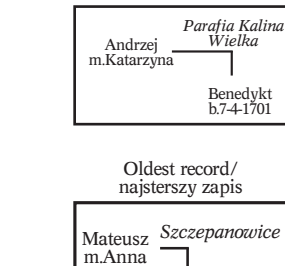 Parafia Kalina
Wielka
Andrzej
m.Katarzyna
Benedykt
b.7-4-1701
Oldest record/
najsterszy zapis
Szczepanowice
Mateusz
m.Anna